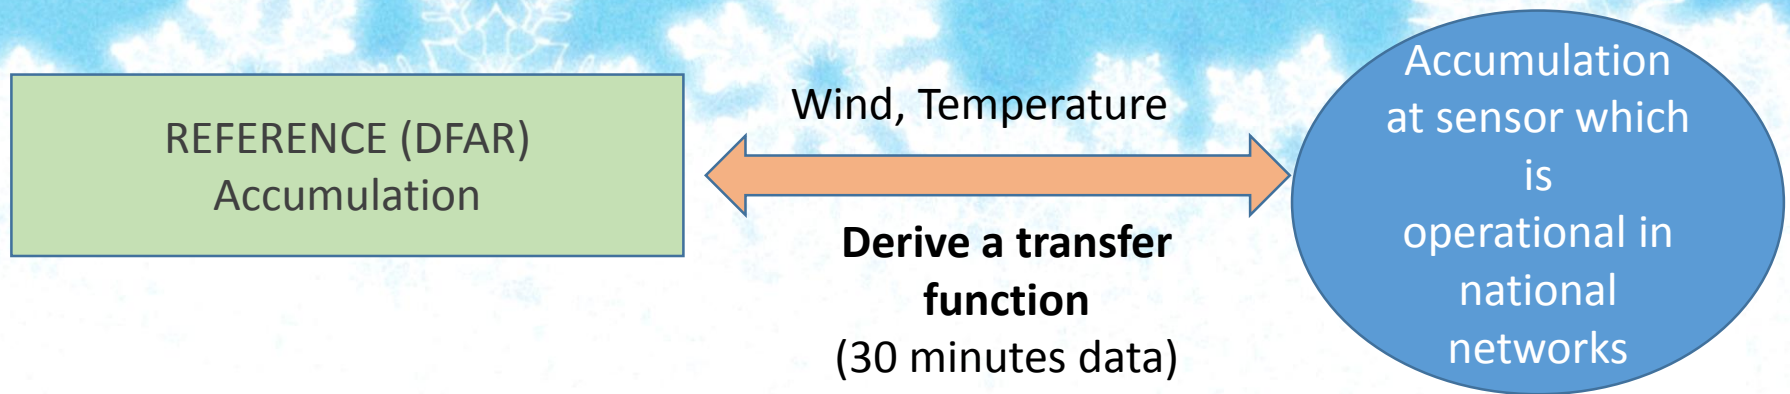 REFERENCE (DFAR)
Accumulation
Wind, Temperature
Derive a transfer
function
(30 minutes data)
Accumulation
at sensor which
is
operational in
national
networks